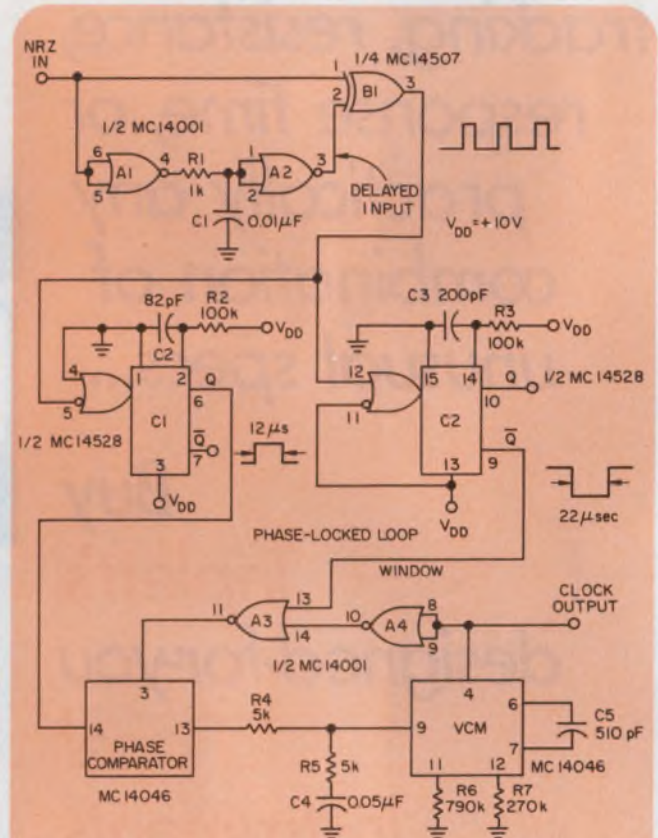 NRZ
IN
1/4 MC14507
1
2
3
B1
1/2 MC14001
6
5
A1
4
R1
1k
1
2
A2
3
DELAYED
INPUT
C1
0.01μF
V_DD = +10V
82pF
R2
100k
V_DD
C2
C3 200pF
R3
100k
V_DD
4
5
1
2
Q
6
C1
Q̅
7
3
V_DD
1/2 MC14528
12μs
12
11
15
14
Q
10
1/2 MC14528
C2
Q̅
9
13
V_DD
22μsec
PHASE-LOCKED LOOP
WINDOW
CLOCK
OUTPUT
11
A3
13
14
10
A4
8
9
1/2 MC14001
3
14
13
PHASE
COMPARATOR
MC14046
R4
5k
R5
5k
C4
0.05μF
4
9
VCM
6
7
C5
510 pF
11
12
MC14046
R6
790k
R7
270k